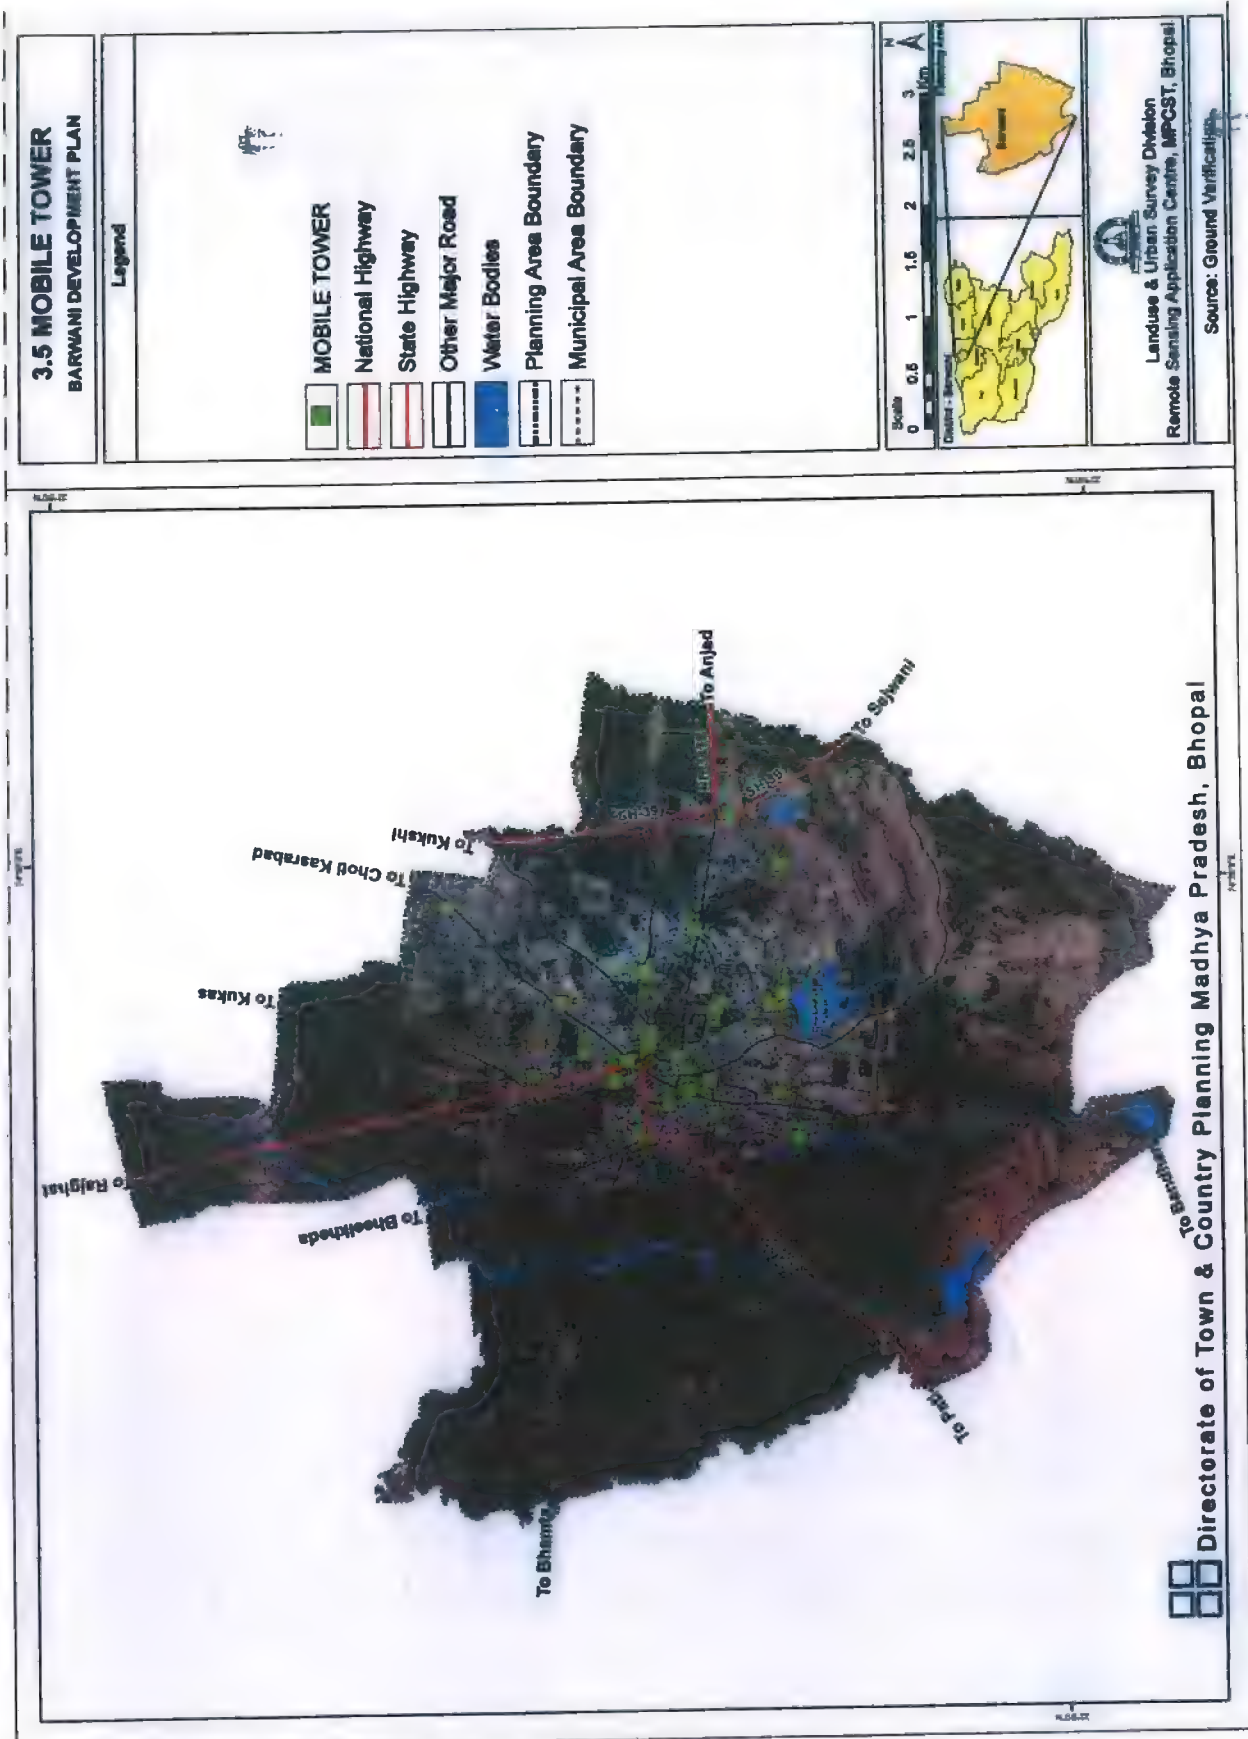 3.5 MOBILE TOWER
BARWANI DEVELOPMENT PLAN
Legend
MOBILE TOWER
National Highway
State Highway
Other Major Road
Water Bodies
Planning Area Boundary
Municipal Area Boundary
N
Scale
0 0.5 1 1.5 2 2.5 3
Km
Barwani
Landuse & Urban Survey Division
Remote Sensing Application Centre, MPCST, Bhopal
Source: Ground Verification
To Rajghat
To Kukas
To Choti Kasrabad
To Kukshi
To Bheelkheda
To Anjad
To Sajwani
To Pati
Directorate of Town & Country Planning Madhya Pradesh, Bhopal